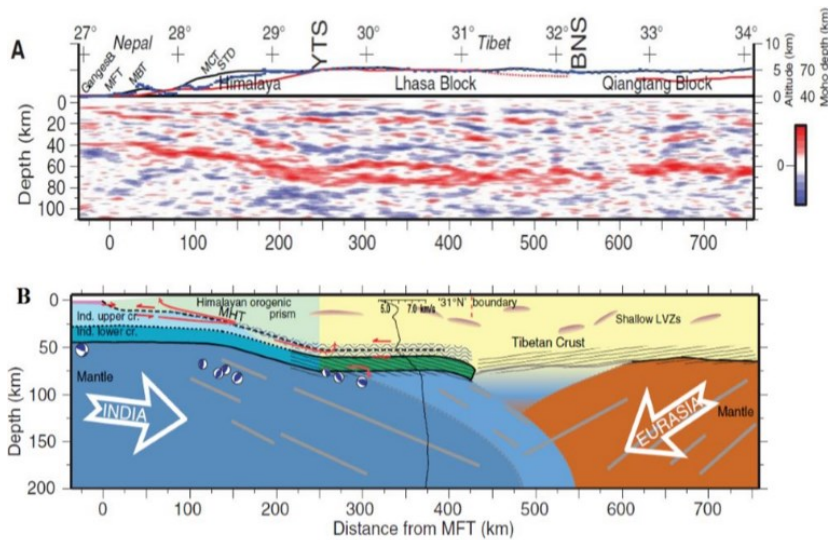 27° 28° 29° 30° 31° 32° 33° 34°
A
Nepal YTS Tibet BNS
GangesB. MFT MBT MCT STD
Himalaya Lhasa Block Qiangtang Block
10
5
0
Altitude (km)
70
40
Moho depth (km)
0
20
40
60
80
100
Depth (km)
0
0 100 200 300 400 500 600 700
B
0
50
100
150
200
Depth (km)
Himalayan orogenic
prism
MHT
5.0 7.0 km/s
'31°N' boundary
Ind. upper cr.
Ind. lower cr.
Shallow LVZs
Tibetan Crust
Mantle
INDIA
EURASIA
Mantle
0 100 200 300 400 500 600 700
Distance from MFT (km)